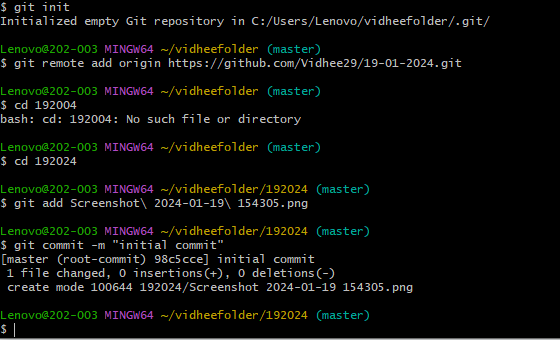 $ git init
Initialized empty Git repository in C:/Users/Lenovo/vidheefolder/.git/
Lenovo@202-003 MINGW64 ~/vidheefolder (master)
$ git remote add origin https://github.com/Vidhee29/19-01-2024.git
Lenovo@202-003 MINGW64 ~/vidheefolder (master)
$ cd 192004
bash: cd: 192004: No such file or directory
Lenovo@202-003 MINGW64 ~/vidheefolder (master)
$ cd 192024
Lenovo@202-003 MINGW64 ~/vidheefolder/192024 (master)
$ git add Screenshot\ 2024-01-19\ 154305.png
Lenovo@202-003 MINGW64 ~/vidheefolder/192024 (master)
$ git commit -m "initial commit"
[master (root-commit) 98c5cce] initial commit
 1 file changed, 0 insertions(+), 0 deletions(-)
 create mode 100644 192024/Screenshot 2024-01-19 154305.png
Lenovo@202-003 MINGW64 ~/vidheefolder/192024 (master)
$